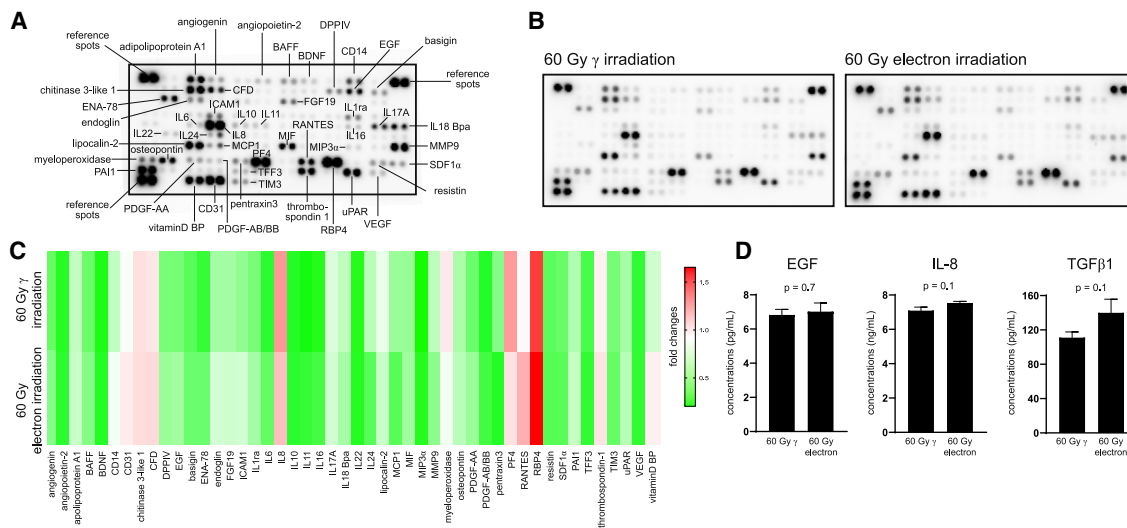 A
angiogenin
angiopoietin-2
DPPIV
EGF
basigin
reference
spots
adipolipoprotein A1
BAFF
BDNF
CD14
reference
spots
chitinase 3-like 1
CFD
ENA-78
FGF19
endoglin
ICAM1
IL6
IL10
IL11
IL1ra
IL17A
RANTES
IL18 Bpa
IL22
IL24
IL8
MIF
IL16
lipocalin-2
MCP1
MIP3α
MMP9
osteopontin
PF4
myeloperoxidase
SDF1α
PAI1
TFF3
TIM3
resistin
reference
spots
PDGF-AA
pentraxin3
thrombo-
spondin 1
uPAR
VEGF
CD31
vitaminD BP
PDGF-AB/BB
RBP4
B
60 Gy γ irradiation
60 Gy electron irradiation
C
60 Gy γ
irradiation
60 Gy
electron irradiation
1.5
1.0
0.5
fold changes
angiogenin
angiopoietin-2
apolipoprotein A1
BAFF
BDNF
CD14
CD31
chitinase 3-like 1
CFD
DPPIV
EGF
basigin
ENA-78
endoglin
FGF19
ICAM1
IL1ra
IL6
IL8
IL10
IL11
IL16
IL17A
IL18 Bpa
IL22
IL24
lipocalin-2
MCP1
MIF
MIP3α
MMP9
myeloperoxidase
osteopontin
PDGF-AA
PDGF-AB/BB
pentraxin3
PF4
RANTES
RBP4
resistin
SDF1α
PAI1
TFF3
thrombospondin-1
TIM3
uPAR
VEGF
vitaminD BP
D
EGF
p = 0.7
concentrations (pg/mL)
9
6
3
0
60 Gy γ
60 Gy
electron
IL-8
p = 0.1
concentrations (ng/mL)
9
6
3
0
60 Gy γ
60 Gy
electron
TGFβ1
p = 0.1
concentrations (pg/mL)
160
120
80
40
0
60 Gy γ
60 Gy
electron